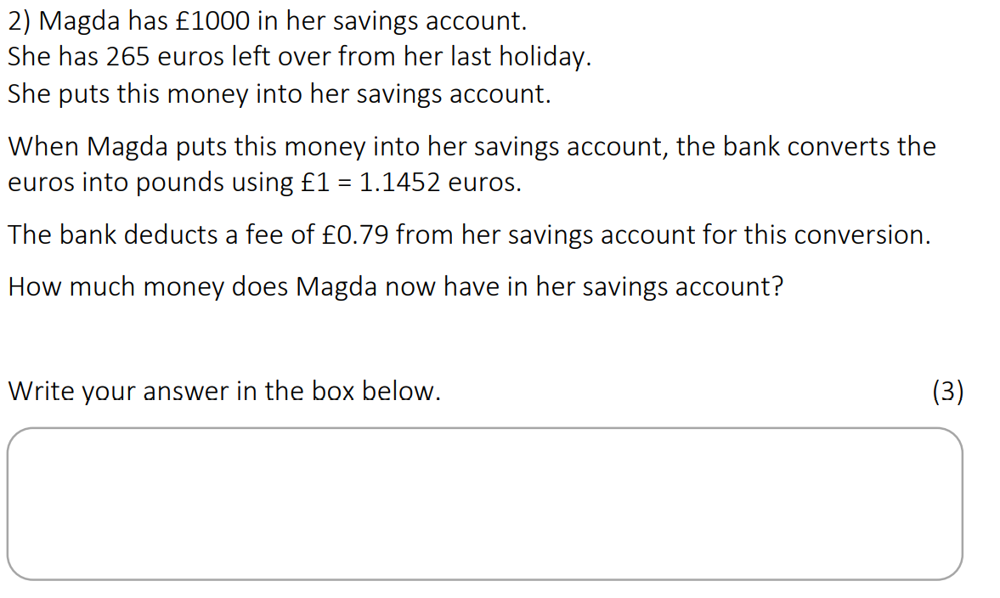 2) Magda has £1000 in her savings account.
She has 265 euros left over from her last holiday.
She puts this money into her savings account.
When Magda puts this money into her savings account, the bank converts the
euros into pounds using £1 = 1.1452 euros.
The bank deducts a fee of £0.79 from her savings account for this conversion.
How much money does Magda now have in her savings account?
Write your answer in the box below. (3)